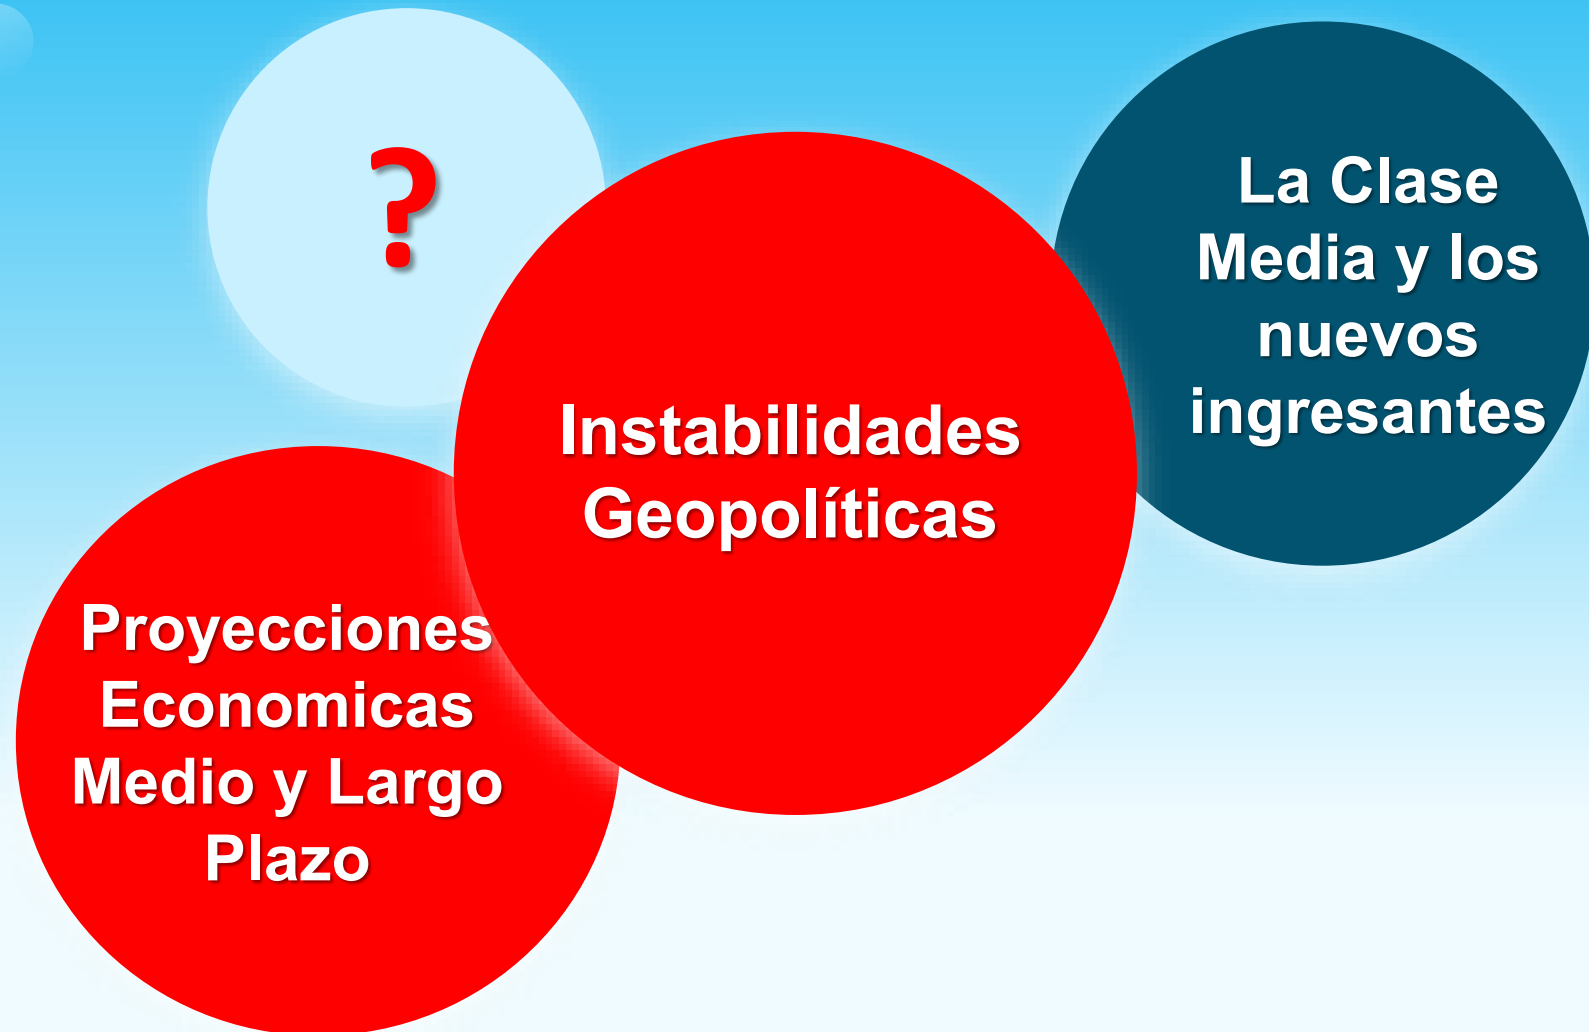 ?
La Clase
Media y los
nuevos
ingresantes
Instabilidades
Geopolíticas
Proyecciones
Economicas
Medio y Largo
Plazo